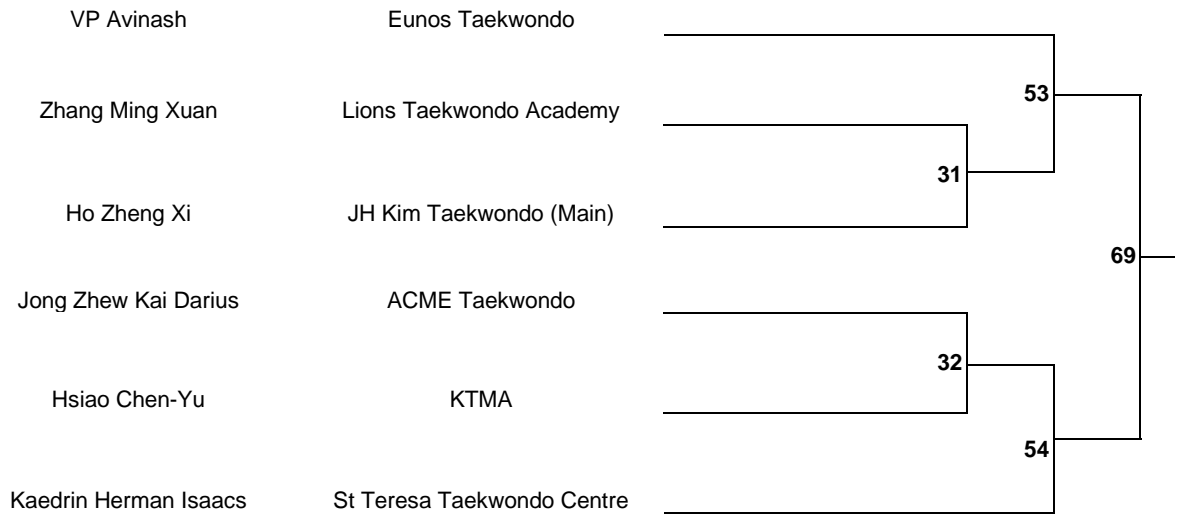 VP Avinash Eunos Taekwondo
53
Zhang Ming Xuan Lions Taekwondo Academy
31
Ho Zheng Xi JH Kim Taekwondo (Main)
69
Jong Zhew Kai Darius ACME Taekwondo
32
Hsiao Chen-Yu KTMA
54
Kaedrin Herman Isaacs St Teresa Taekwondo Centre